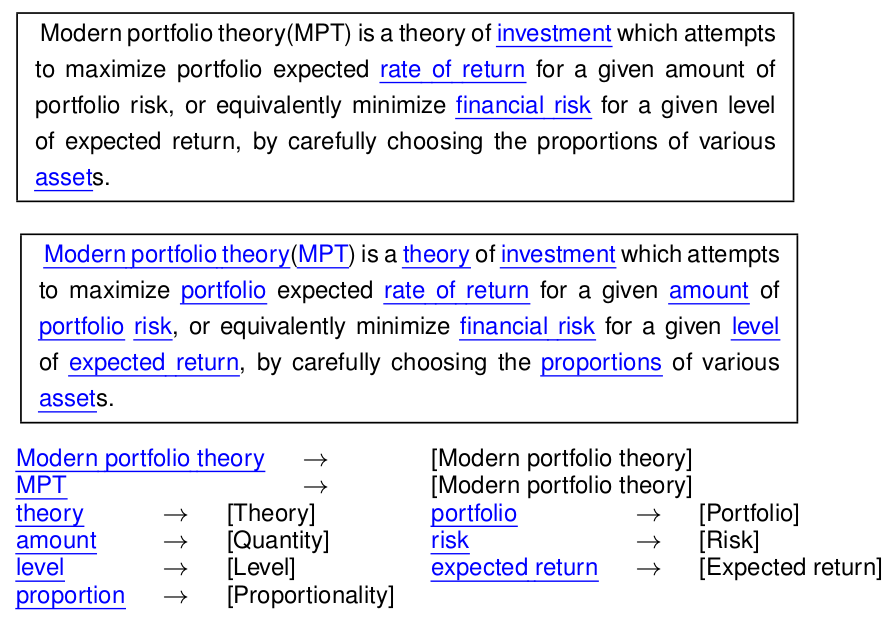 Modern portfolio theory(MPT) is a theory of investment which attempts
to maximize portfolio expected rate of return for a given amount of
portfolio risk, or equivalently minimize financial risk for a given level
of expected return, by carefully choosing the proportions of various
assets.
Modern portfolio theory(MPT) is a theory of investment which attempts
to maximize portfolio expected rate of return for a given amount of
portfolio risk, or equivalently minimize financial risk for a given level
of expected return, by carefully choosing the proportions of various
assets.
Modern portfolio theory → [Modern portfolio theory]
MPT → [Modern portfolio theory]
theory → [Theory] portfolio → [Portfolio]
amount → [Quantity] risk → [Risk]
level → [Level] expected return → [Expected return]
proportion → [Proportionality]